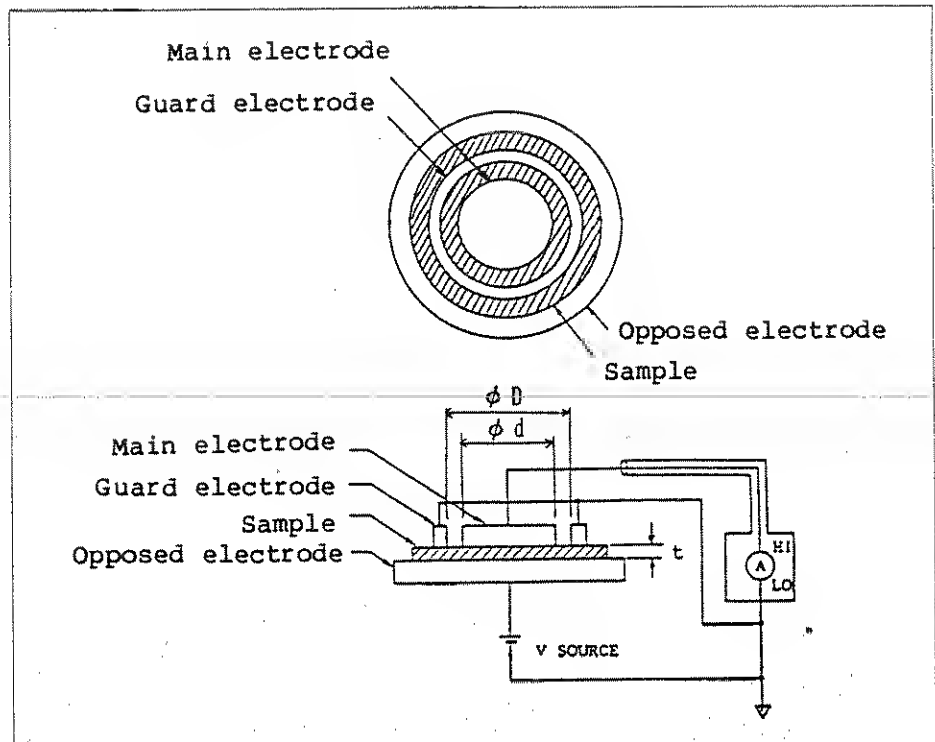 Main electrode
Guard electrode
Opposed electrode
Sample
φ D
φ d
Main electrode
Guard electrode
Sample
Opposed electrode
t
HI
A
LO
V SOURCE